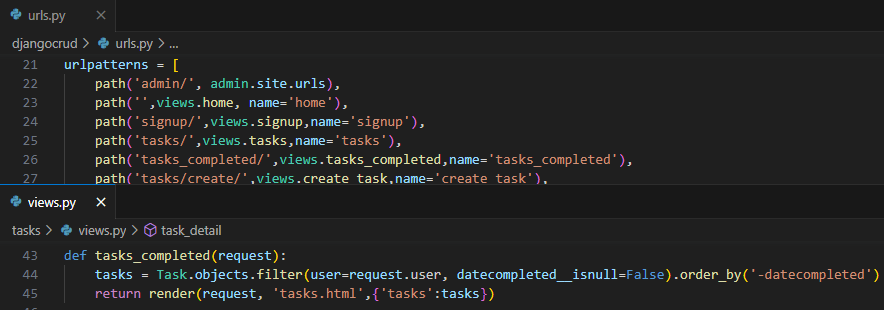 urls.py
djangocrud > urls.py > ...
21 urlpatterns = [
22 path('admin/', admin.site.urls),
23 path('',views.home, name='home'),
24 path('signup/',views.signup,name='signup'),
25 path('tasks/',views.tasks,name='tasks'),
26 path('tasks_completed/',views.tasks_completed,name='tasks_completed'),
27 path('tasks/create/',views.create_task,name='create_task'),
views.py
tasks > views.py > task_detail
43 def tasks_completed(request):
44 tasks = Task.objects.filter(user=request.user, datecompleted__isnull=False).order_by('-datecompleted')
45 return render(request, 'tasks.html',{'tasks':tasks})